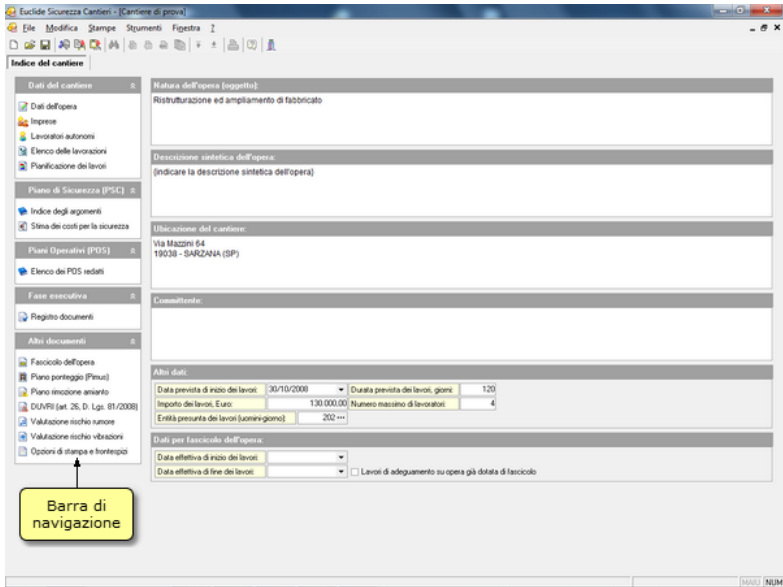 Euclide Sicurezza Cantieri - [Cantiere di prova]
File Modifica Stampe Strumenti Finestra ?
Indice del cantiere
Dati del cantiere
Dati dell'opera
Imprese
Lavoratori autonomi
Elenco delle lavorazioni
Pianificazione dei lavori
Piano di Sicurezza (PSC)
Indice degli argomenti
Stima dei costi per la sicurezza
Piani Operativi (POS)
Elenco dei POS redatti
Fase esecutiva
Registro documenti
Altri documenti
Fascicolo dell'opera
Piano ponteggio (Pimus)
Piano rimozione amianto
DUVRI (art. 26, D. Lgs. 81/2008)
Valutazione rischio rumore
Valutazione rischio vibrazioni
Opzioni di stampa e frontespizi
Barra di
navigazione
Natura dell'opera (oggetto):
Ristrutturazione ed ampliamento di fabbricato
Descrizione sintetica dell'opera:
(indicare la descrizione sintetica dell'opera)
Ubicazione del cantiere:
Via Mazzini 64
19038 - SARZANA (SP)
Committente:
Altri dati:
Data prevista di inizio dei lavori: 30/10/2008 Durata prevista dei lavori, giorni: 120
Importo dei lavori, Euro: 130.000,00 Numero massimo di lavoratori: 4
Entità presunta dei lavori (uomini-giorno): 202
Dati per fascicolo dell'opera:
Data effettiva di inizio dei lavori:
Data effettiva di fine dei lavori: Lavori di adeguamento su opera già dotata di fascicolo
MAIU NUM